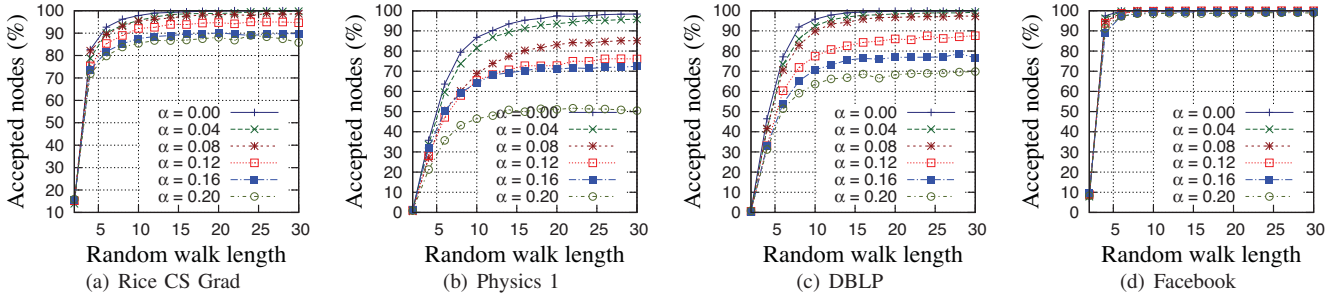 Accepted nodes (%)
100
90
80
70
60
50
40
30
20
10
α = 0.00
α = 0.04
α = 0.08
α = 0.12
α = 0.16
α = 0.20
5 10 15 20 25 30
Random walk length
(a) Rice CS Grad
Accepted nodes (%)
100
90
80
70
60
50
40
30
20
10
0
α = 0.00
α = 0.04
α = 0.08
α = 0.12
α = 0.16
α = 0.20
5 10 15 20 25 30
Random walk length
(b) Physics 1
Accepted nodes (%)
100
90
80
70
60
50
40
30
20
10
0
α = 0.00
α = 0.04
α = 0.08
α = 0.12
α = 0.16
α = 0.20
5 10 15 20 25 30
Random walk length
(c) DBLP
Accepted nodes (%)
100
90
80
70
60
50
40
30
20
10
0
α = 0.00
α = 0.04
α = 0.08
α = 0.12
α = 0.16
α = 0.20
5 10 15 20 25 30
Random walk length
(d) Facebook